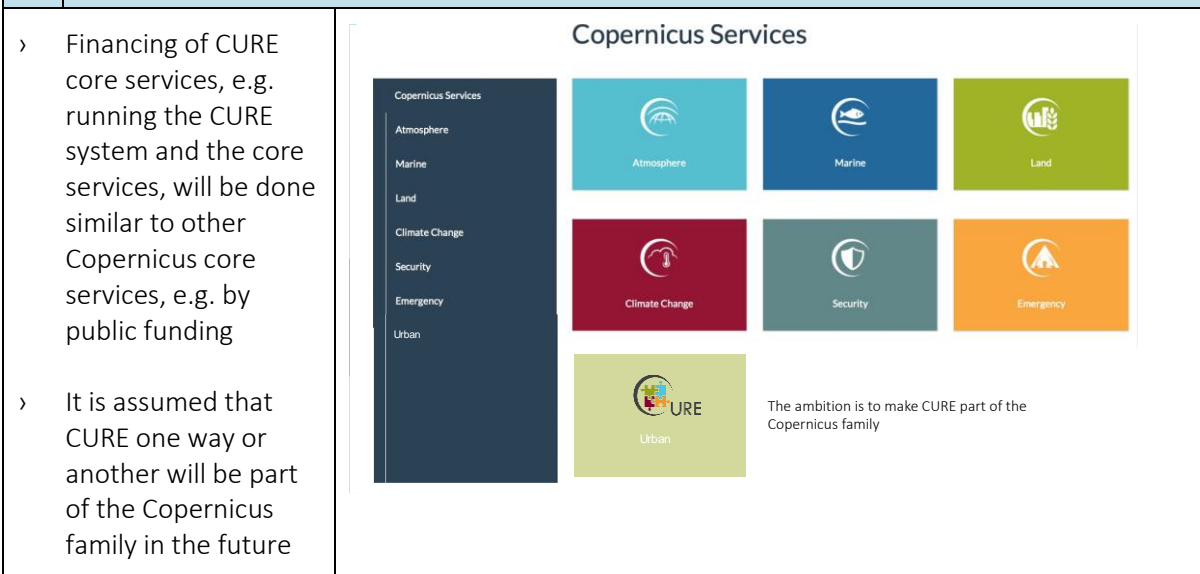 › Financing of CURE
core services, e.g.
running the CURE
system and the core
services, will be done
similar to other
Copernicus core
services, e.g. by
public funding
› It is assumed that
CURE one way or
another will be part
of the Copernicus
family in the future
Copernicus Services
Copernicus Services
Atmosphere
Marine
Land
Climate Change
Security
Emergency
Urban
Atmosphere
Marine
Land
Climate Change
Security
Emergency
URE
Urban
The ambition is to make CURE part of the
Copernicus family